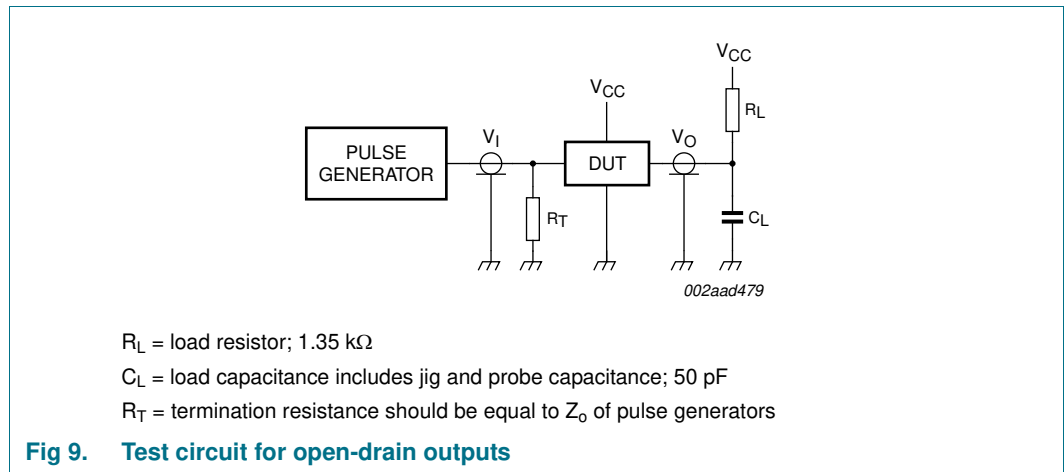 VCC
VCC
RL
VI
VO
PULSE
GENERATOR
DUT
RT
CL
002aad479
RL = load resistor; 1.35 kΩ
CL = load capacitance includes jig and probe capacitance; 50 pF
RT = termination resistance should be equal to Zo of pulse generators
Fig 9. Test circuit for open-drain outputs